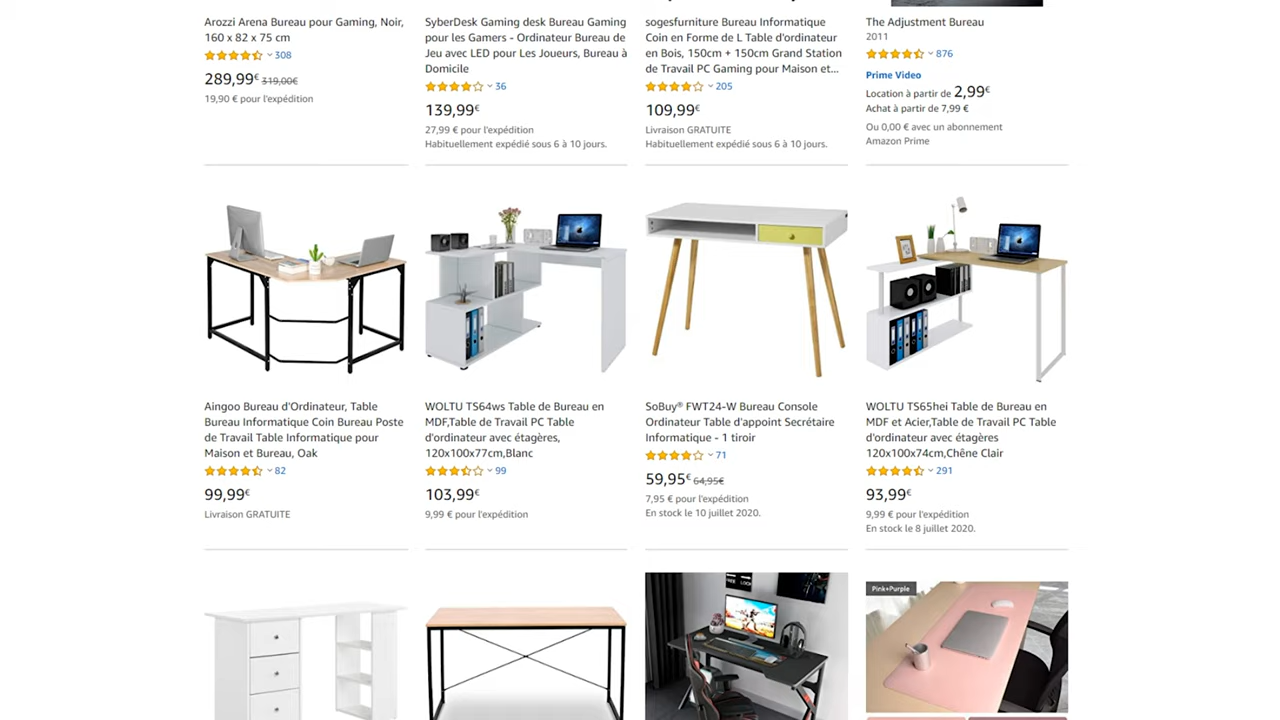 Arozzi Arena Bureau pour Gaming, Noir,
160 x 82 x 75 cm
308
289,99€ 319,00€
19,90 € pour l'expédition
SyberDesk Gaming desk Bureau Gaming
pour les Gamers - Ordinateur Bureau de
Jeu avec LED pour Les Joueurs, Bureau à
Domicile
36
139,99€
27,99 € pour l'expédition
Habituellement expédié sous 6 à 10 jours.
sogesfurniture Bureau Informatique
Coin en Forme de L Table d'ordinateur
en Bois, 150cm + 150cm Grand Station
de Travail PC Gaming pour Maison et...
205
109,99€
Livraison GRATUITE
Habituellement expédié sous 6 à 10 jours.
The Adjustment Bureau
2011
876
Prime Video
Location à partir de 2,99€
Achat à partir de 7,99 €
Ou 0,00 € avec un abonnement
Amazon Prime
Aingoo Bureau d'Ordinateur, Table
Bureau Informatique Coin Bureau Poste
de Travail Table Informatique pour
Maison et Bureau, Oak
82
99,99€
Livraison GRATUITE
WOLTU TS64ws Table de Bureau en
MDF,Table de Travail PC Table
d'ordinateur avec étagères,
120x100x77cm,Blanc
99
103,99€
9,99 € pour l'expédition
SoBuy® FWT24-W Bureau Console
Ordinateur Table d'appoint Secrétaire
Informatique - 1 tiroir
71
59,95€ 64,95€
7,95 € pour l'expédition
En stock le 10 juillet 2020.
WOLTU TS65hei Table de Bureau en
MDF et Acier,Table de Travail PC Table
d'ordinateur avec étagères
120x100x74cm,Chêne Clair
291
93,99€
9,99 € pour l'expédition
En stock le 8 juillet 2020.
Pink+Purple